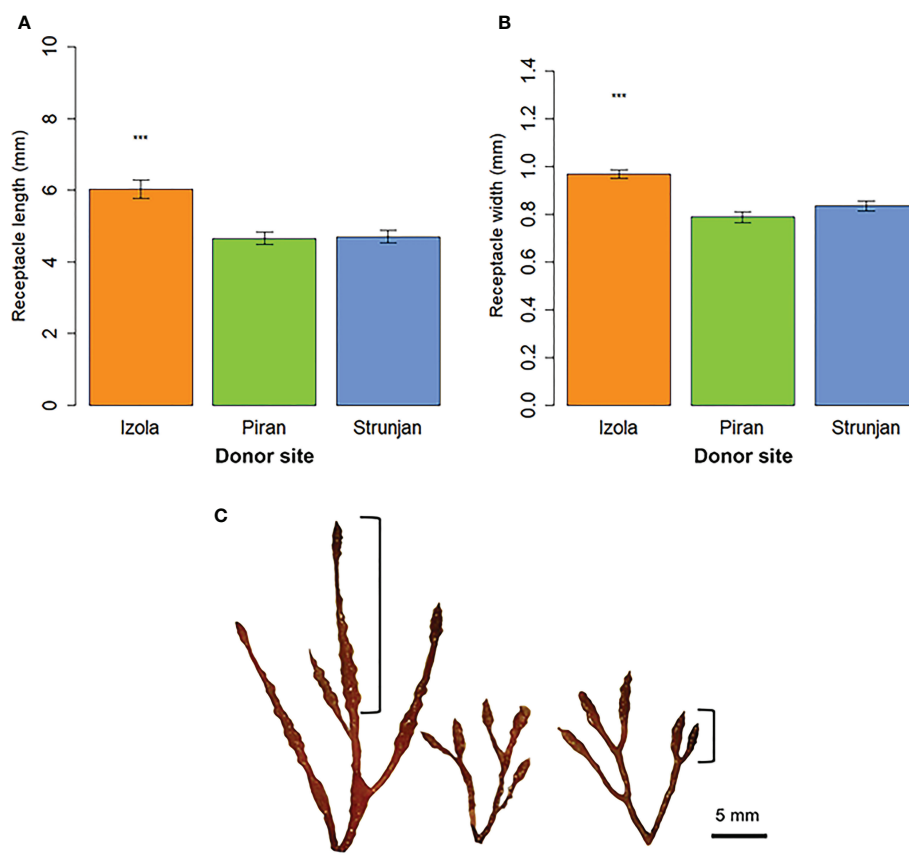 A
Receptacle length (mm)
10
8
6
4
2
0
***
Izola
Piran
Strunjan
Donor site
B
Receptacle width (mm)
1.4
1.2
1.0
0.8
0.6
0.4
0.2
0.0
***
Izola
Piran
Strunjan
Donor site
C
5 mm